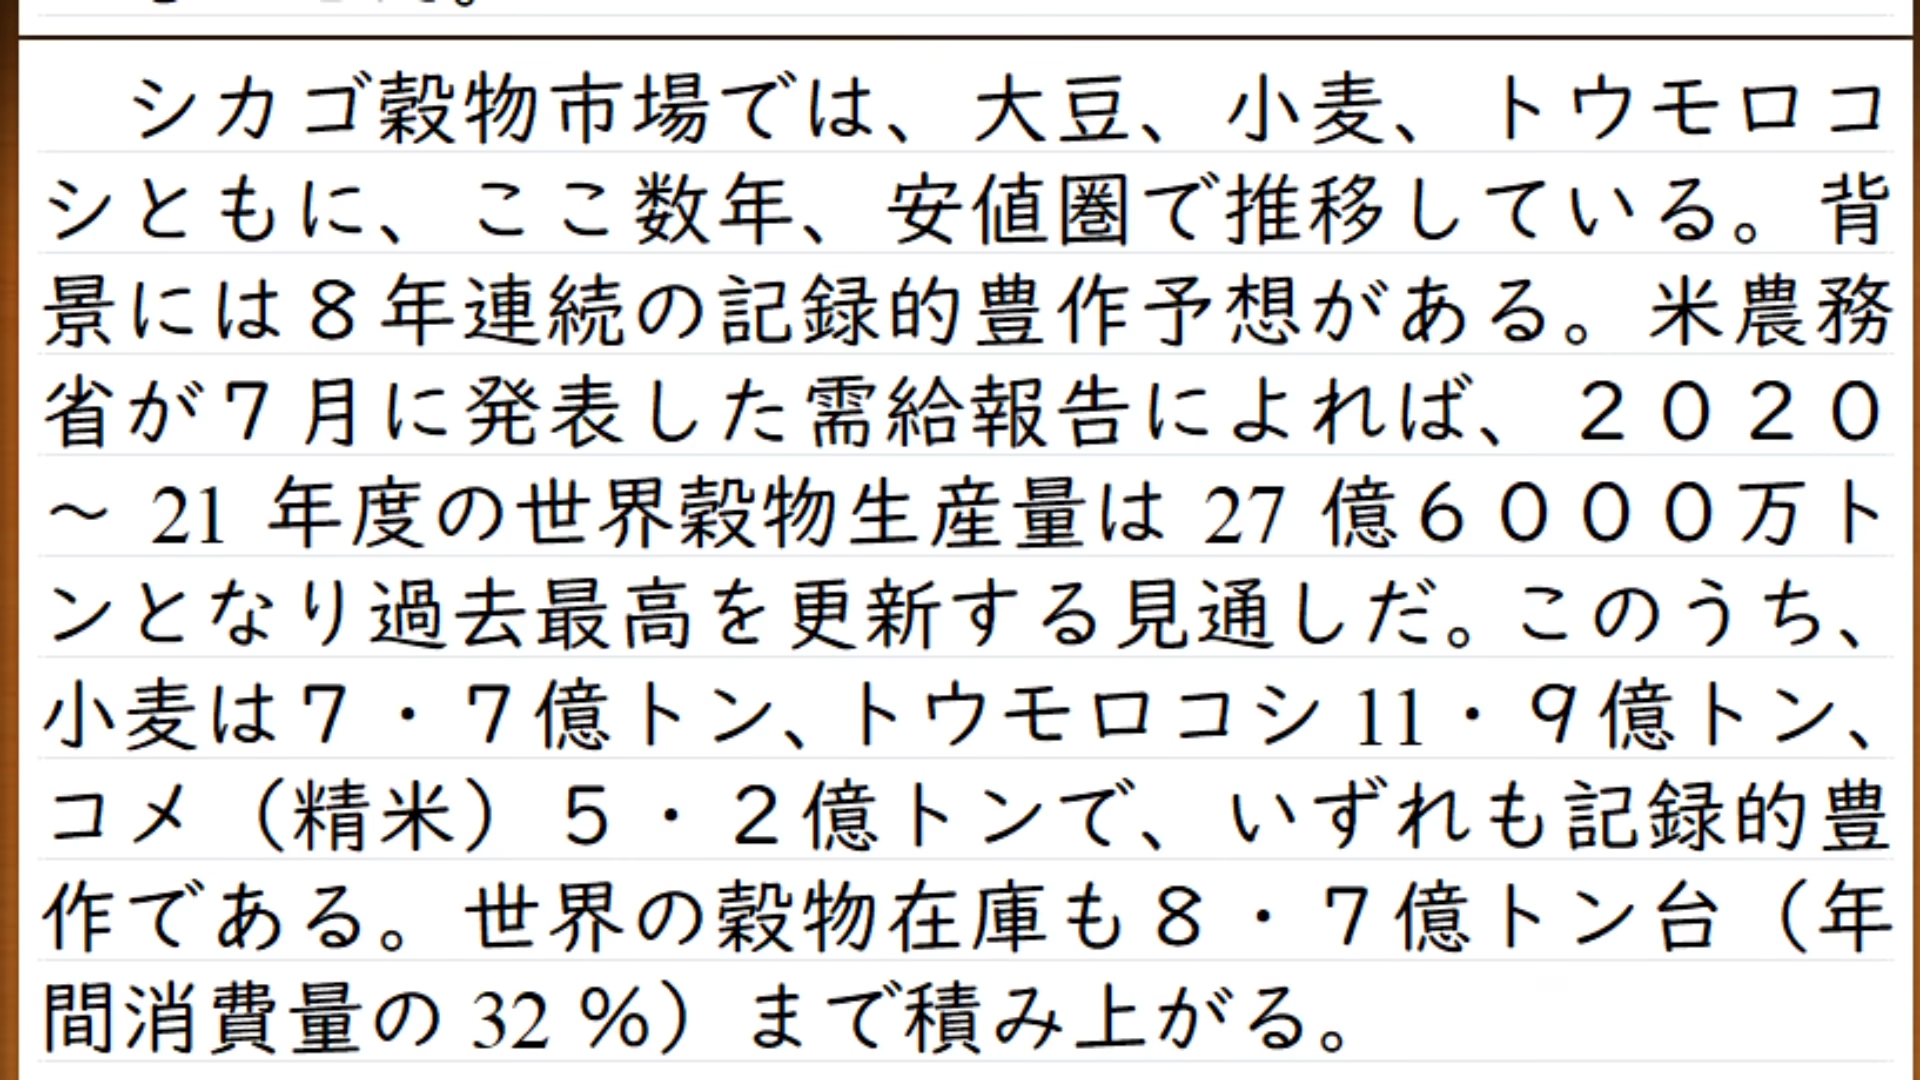 シカゴ穀物市場では、大豆、小麦、トウモロコ
シともに、ここ数年、安値圏で推移している。背
景には８年連続の記録的豊作予想がある。米農務
省が７月に発表した需給報告によれば、２０２０
～ 21 年度の世界穀物生産量は 27 億６０００万ト
ンとなり過去最高を更新する見通しだ。このうち、
小麦は７・７億トン、トウモロコシ 11・９億トン、
コメ（精米）５・２億トンで、いずれも記録的豊
作である。世界の穀物在庫も８・７億トン台（年
間消費量の 32 %）まで積み上がる。